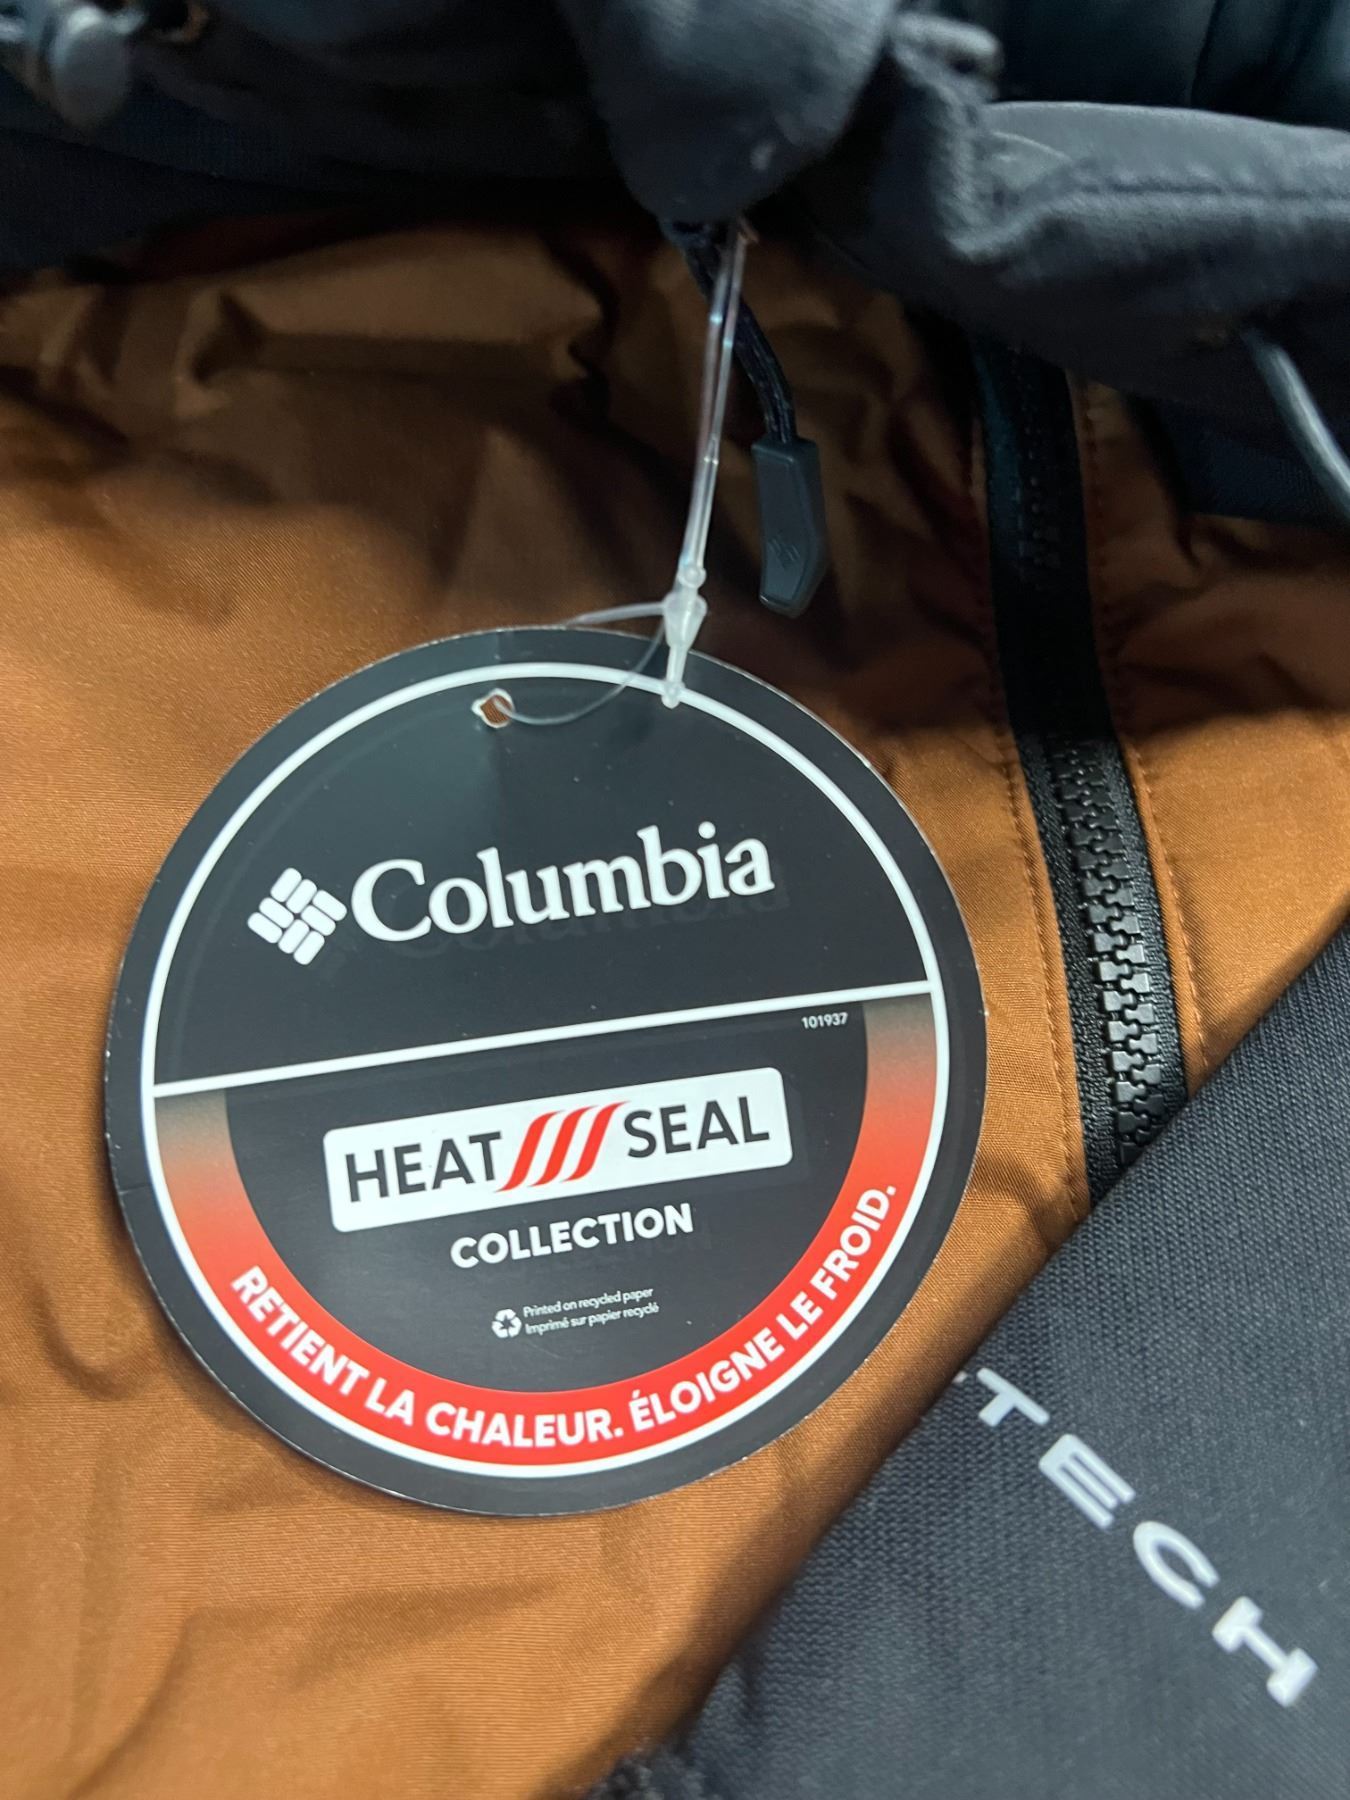 Columbia
101937
HEAT SEAL
COLLECTION
Printed on recycled paper
Imprimé sur papier recyclé
RETIENT LA CHALEUR. ÉLOIGNE LE FROID.
TECH